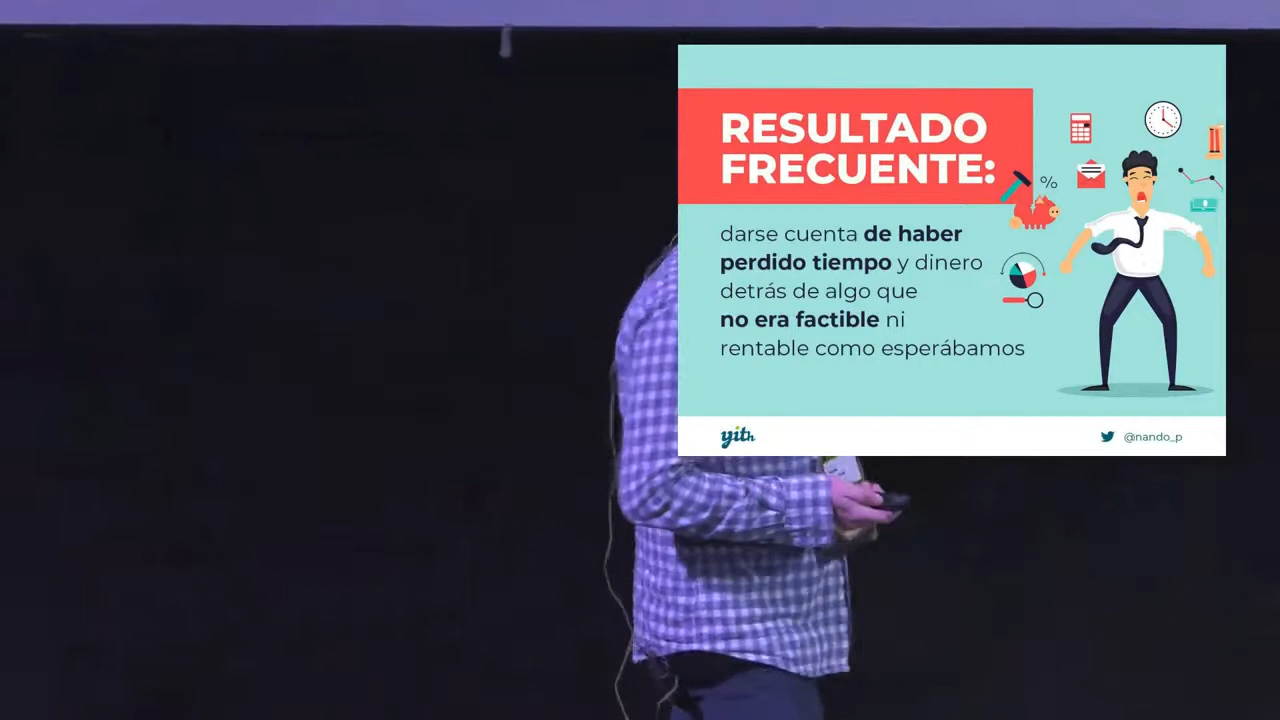 RESULTADO
FRECUENTE:
%
darse cuenta de haber
perdido tiempo y dinero
detrás de algo que
no era factible ni
rentable como esperábamos
yith
@nando_p